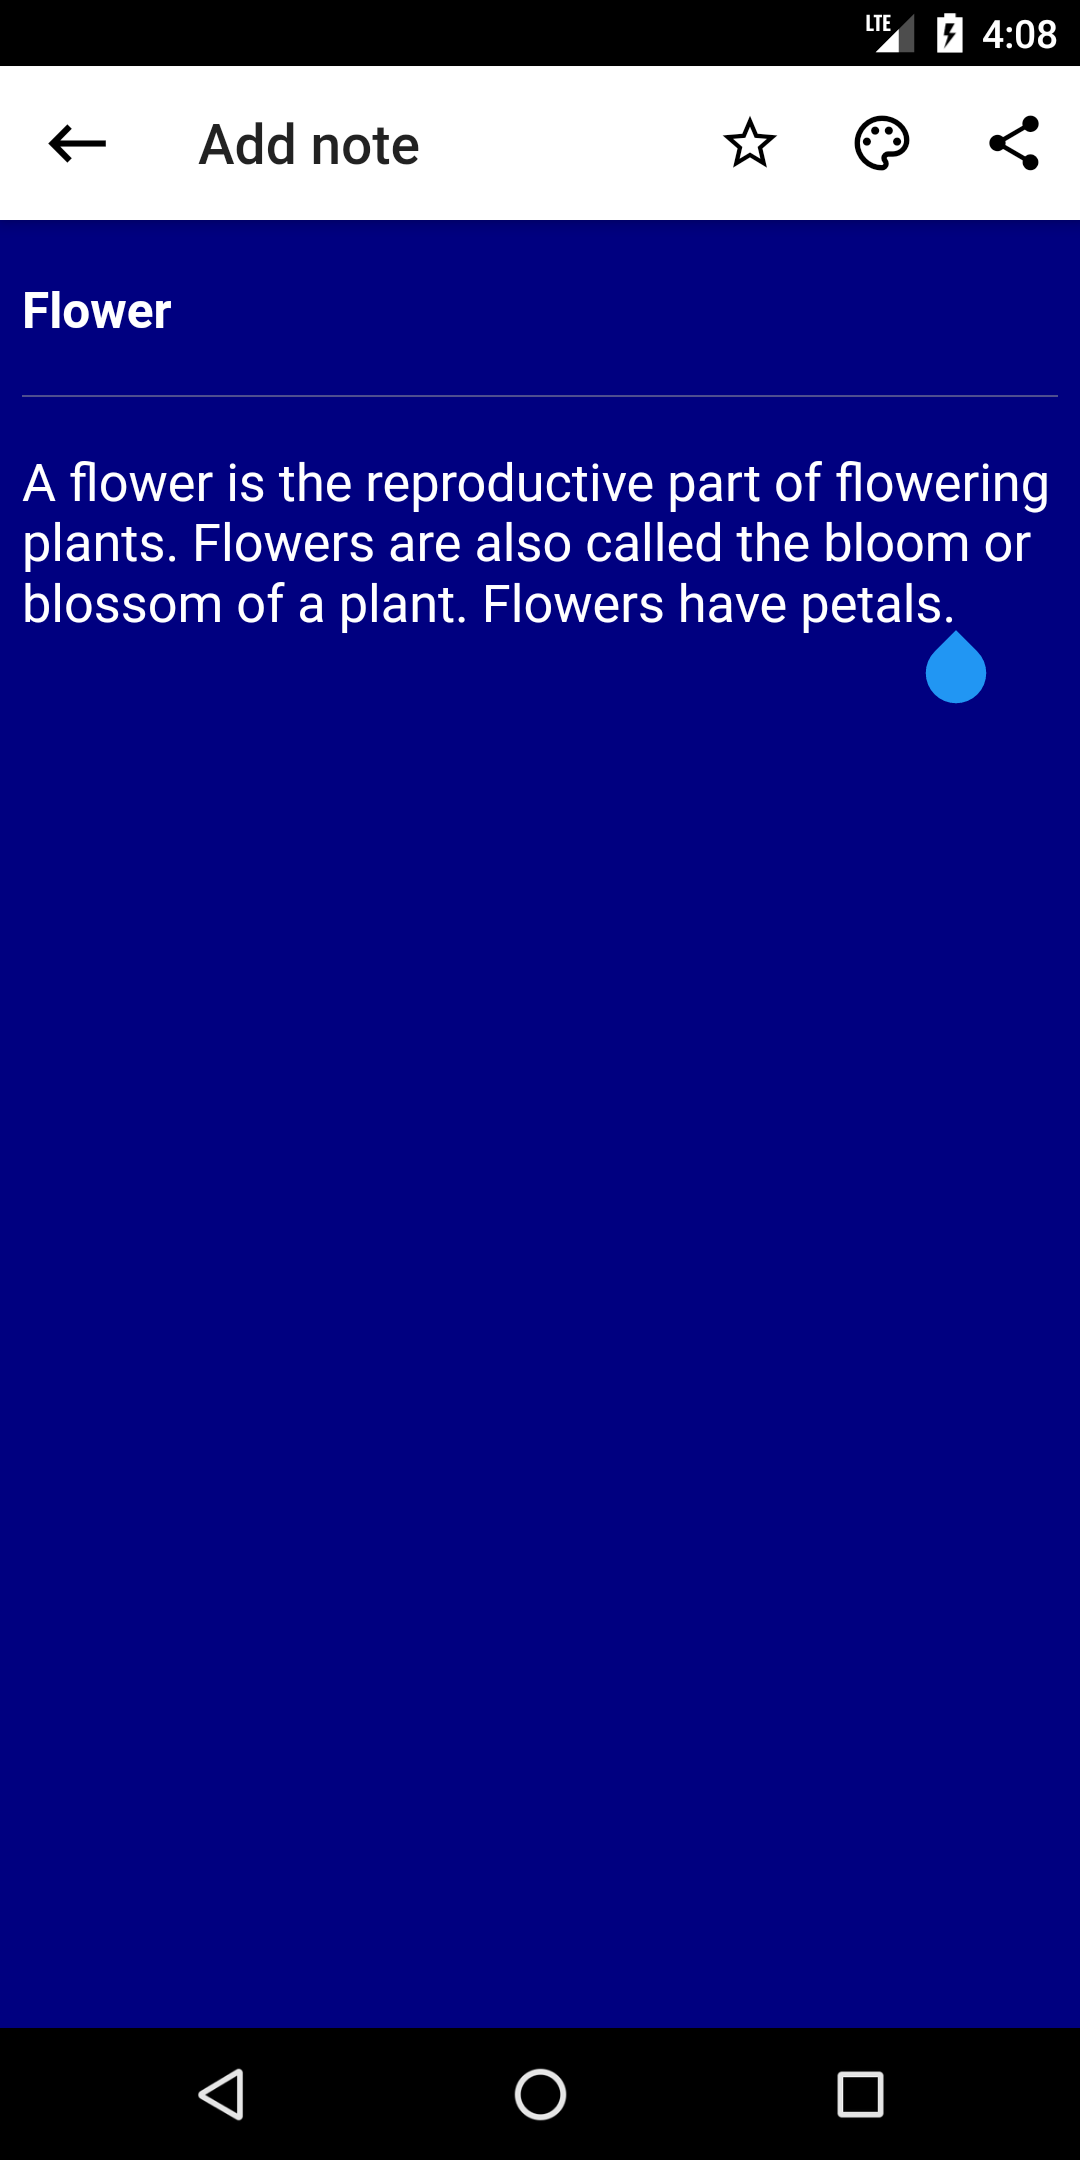 LTE 4:08
Add note
Flower
A flower is the reproductive part of flowering
plants. Flowers are also called the bloom or
blossom of a plant. Flowers have petals.